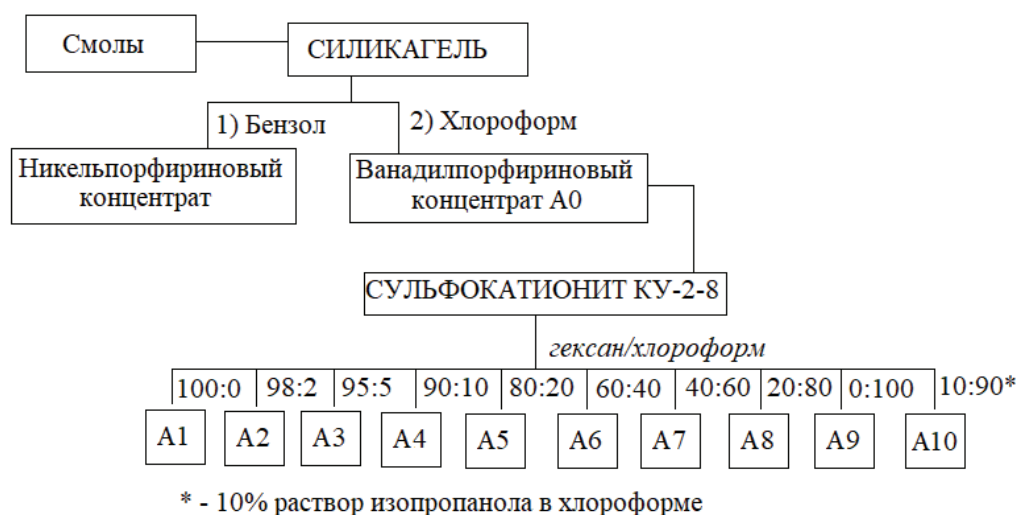 Смолы
СИЛИКАГЕЛЬ
1) Бензол
2) Хлороформ
Никельпорфириновый
концентрат
Ванадилпорфириновый
концентрат А0
СУЛЬФОКАТИОНИТ КУ-2-8
гексан/хлороформ
100:0 98:2 95:5 90:10 80:20 60:40 40:60 20:80 0:100 10:90*
А1 А2 А3 А4 А5 А6 А7 А8 А9 А10
* - 10% раствор изопропанола в хлороформе